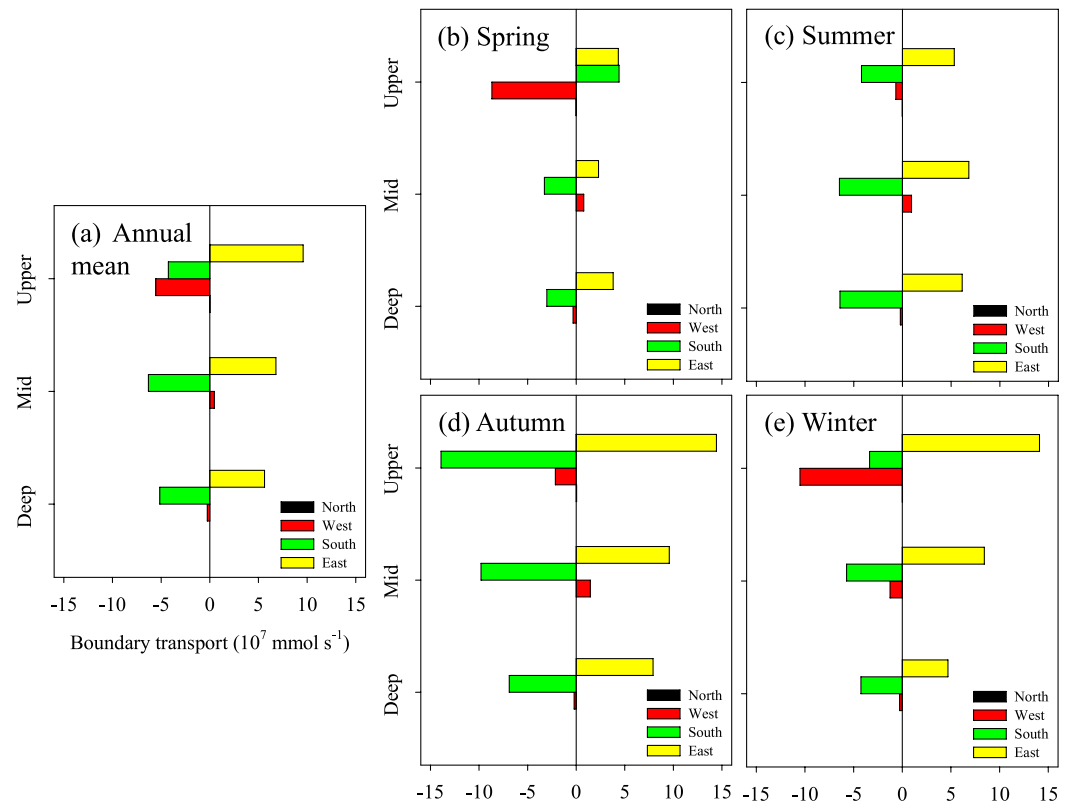 (a) Annual
mean
Upper
Mid
Deep
North
West
South
East
-15 -10 -5 0 5 10 15
Boundary transport (10⁷ mmol s⁻¹)
(b) Spring
Upper
Mid
Deep
North
West
South
East
(c) Summer
North
West
South
East
(d) Autumn
Upper
Mid
Deep
North
West
South
East
-15 -10 -5 0 5 10 15
(e) Winter
North
West
South
East
-15 -10 -5 0 5 10 15